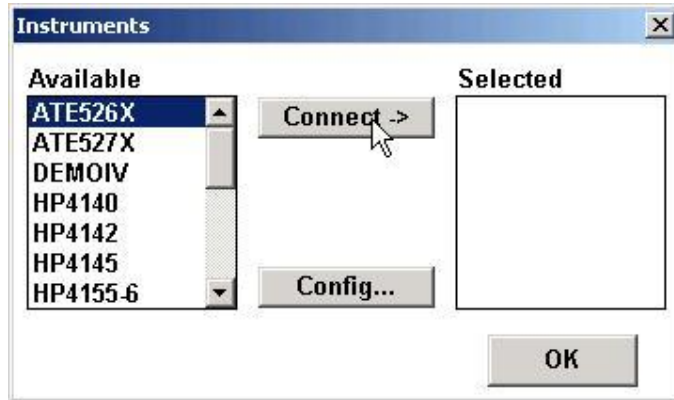 Instruments
Available
Selected
ATE526X
ATE527X
DEMOIV
HP4140
HP4142
HP4145
HP4155-6
Connect ->
Config...
OK